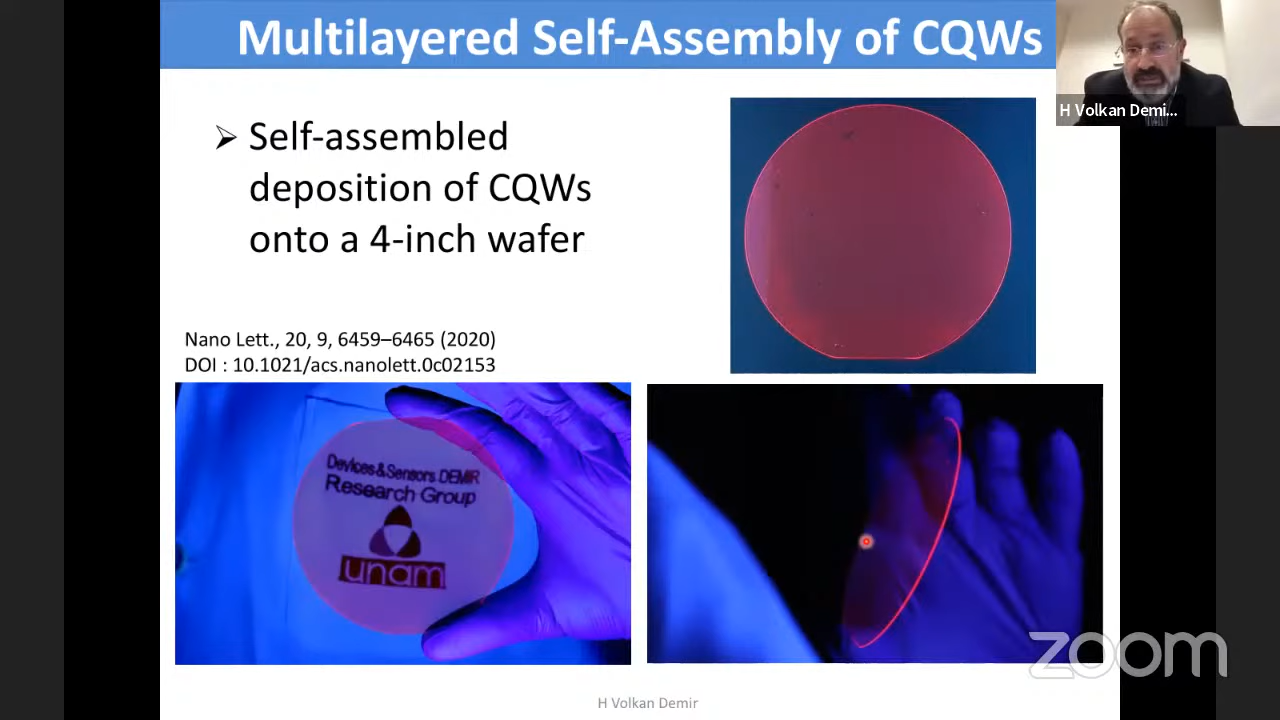 Multilayered Self-Assembly of CQWs
H Volkan Demi...
➢ Self-assembled
deposition of CQWs
onto a 4-inch wafer
Nano Lett., 20, 9, 6459–6465 (2020)
DOI : 10.1021/acs.nanolett.0c02153
Devices&Sensors DEMIR
Research Group
unam
zoom
H Volkan Demir